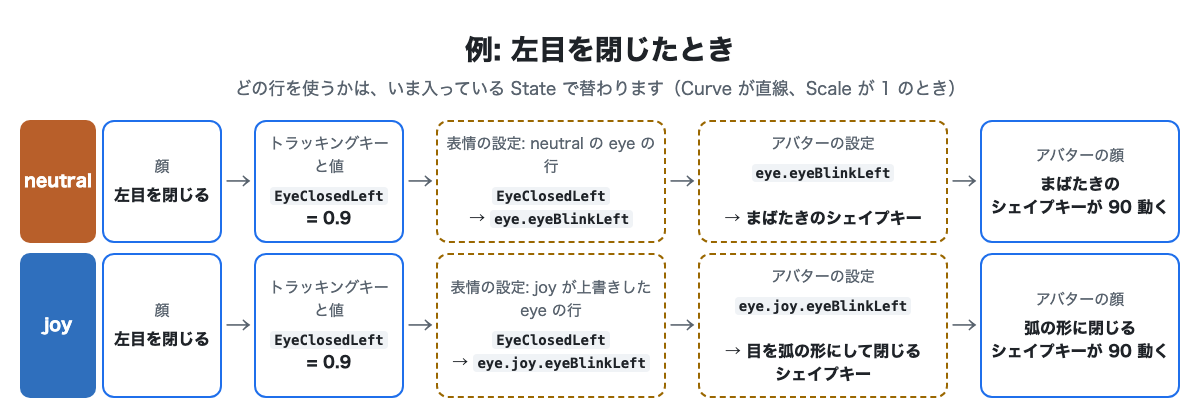 例: 左目を閉じたとき
どの行を使うかは、いま入っている State で替わります（Curve が直線、Scale が 1 のとき）
neutral
顔
左目を閉じる
→
トラッキングキー
と値
EyeClosedLeft
= 0.9
→
表情の設定: neutral の eye の
行
EyeClosedLeft
→ eye.eyeBlinkLeft
→
アバターの設定
eye.eyeBlinkLeft
→ まばたきのシェイプキー
→
アバターの顔
まばたきの
シェイプキーが 90 動く
joy
顔
左目を閉じる
→
トラッキングキー
と値
EyeClosedLeft
= 0.9
→
表情の設定: joy が上書きした
eye の行
EyeClosedLeft
→ eye.joy.eyeBlinkLeft
→
アバターの設定
eye.joy.eyeBlinkLeft
→ 目を弧の形にして閉じる
シェイプキー
→
アバターの顔
弧の形に閉じる
シェイプキーが 90 動く